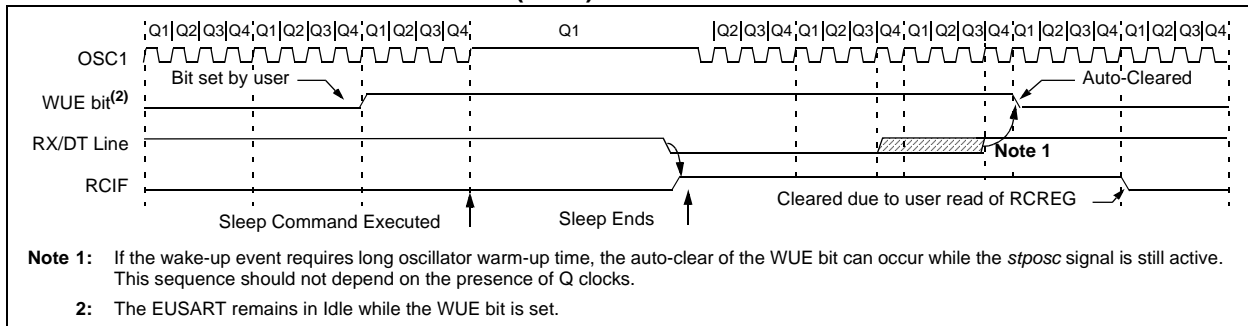 Q1 Q2 Q3 Q4 Q1 Q2 Q3 Q4 Q1 Q2 Q3 Q4 Q1 Q2 Q3 Q4 Q1 Q2 Q3 Q4 Q1 Q2 Q3 Q4 Q1 Q2 Q3 Q4 Q1 Q2 Q3 Q4
OSC1
Bit set by user
Auto-Cleared
WUE bit(2)
RX/DT Line
Note 1
RCIF
Cleared due to user read of RCREG
Sleep Command Executed
Sleep Ends
Note 1: If the wake-up event requires long oscillator warm-up time, the auto-clear of the WUE bit can occur while the stposc signal is still active.
This sequence should not depend on the presence of Q clocks.
2: The EUSART remains in Idle while the WUE bit is set.